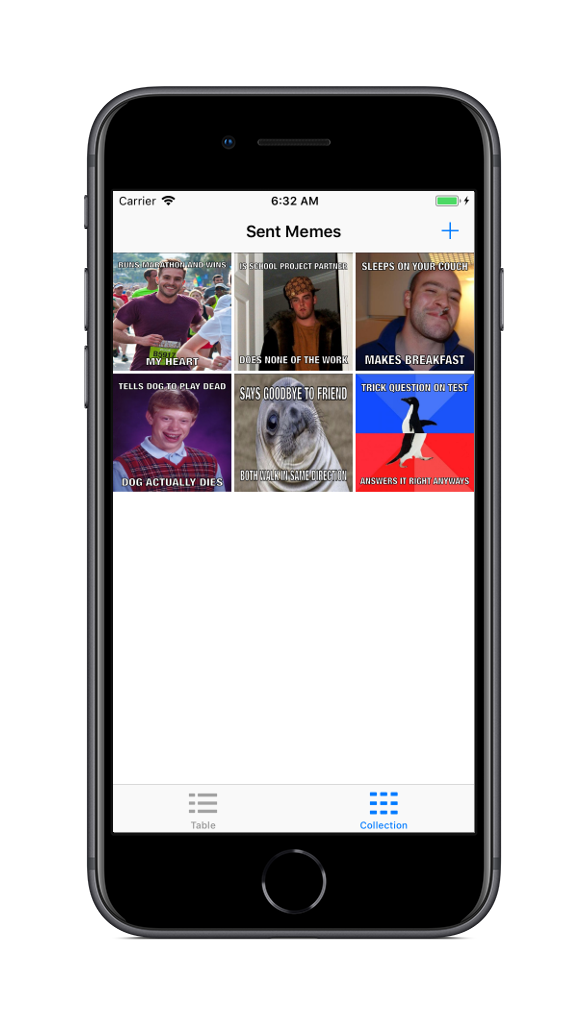 Carrier 6:32 AM
Sent Memes +
RUNS MARATHON AND WINS
MY HEART
IS SCHOOL PROJECT PARTNER
DOES NONE OF THE WORK
SLEEPS ON YOUR COUCH
MAKES BREAKFAST
TELLS DOG TO PLAY DEAD
DOG ACTUALLY DIES
SAYS GOODBYE TO FRIEND
BOTH WALK IN SAME DIRECTION
TRICK QUESTION ON TEST
ANSWERS IT RIGHT ANYWAYS
Table
Collection